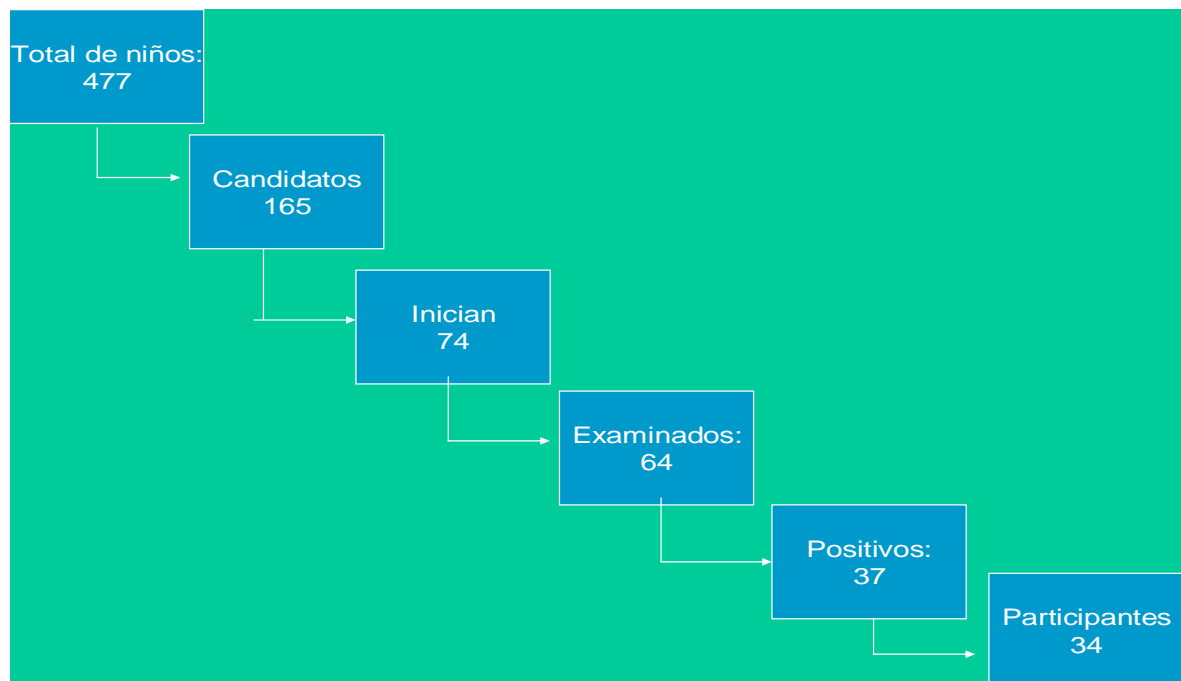 Total de niños:
477
Candidatos
165
Inician
74
Examinados:
64
Positivos:
37
Participantes
34